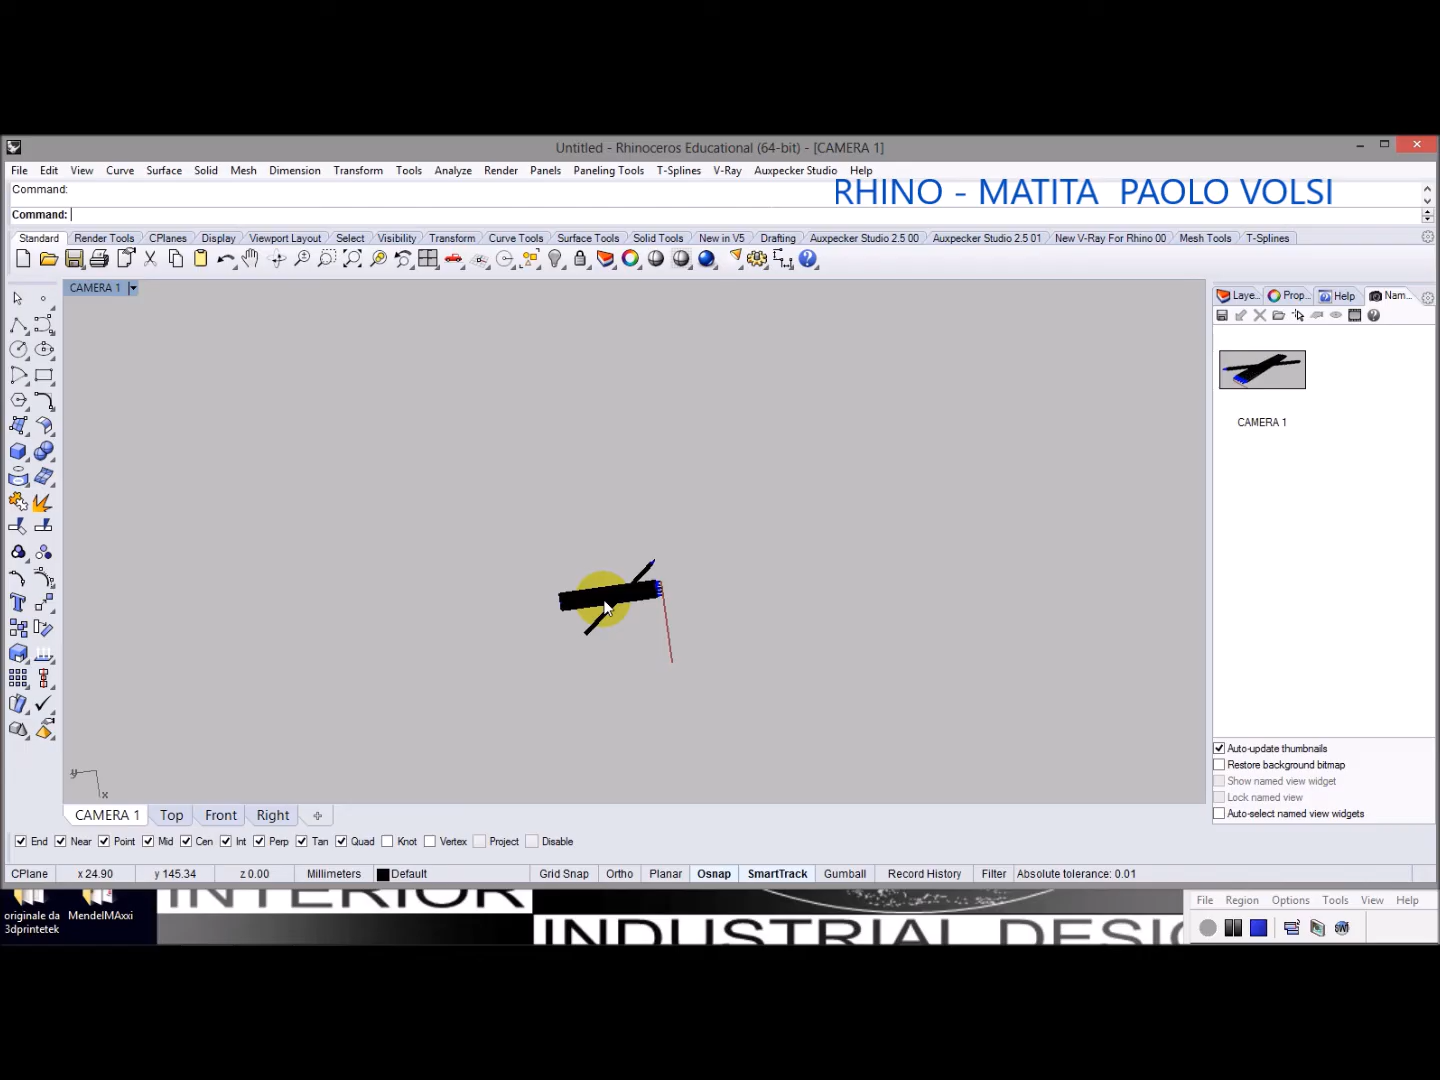 Untitled - Rhinoceros Educational (64-bit) - [CAMERA 1]
File Edit View Curve Surface Solid Mesh Dimension Transform Tools Analyze Render Panels Paneling Tools T-Splines V-Ray Auxpecker Studio Help
Command:
RHINO - MATITA PAOLO VOLSI
Command:
Standard Render Tools CPlanes Display Viewport Layout Select Visibility Transform Curve Tools Surface Tools Solid Tools New in V5 Drafting Auxpecker Studio 2.5 00 Auxpecker Studio 2.5 01 New V-Ray For Rhino 00 Mesh Tools T-Splines
CAMERA 1
Laye... Prop... Help Nam...
CAMERA 1
Auto-update thumbnails
Restore background bitmap
Show named view widget
Lock named view
Auto-select named view widgets
y
x
CAMERA 1 Top Front Right
End Near Point Mid Cen Int Perp Tan Quad Knot Vertex Project Disable
CPlane x 24.90 y 145.34 z 0.00 Millimeters Default Grid Snap Ortho Planar Osnap SmartTrack Gumball Record History Filter Absolute tolerance: 0.01
INTERIOR
originale da 3dprintetek
MendelMAxxi
INDUSTRIAL DESIG
File Region Options Tools View Help